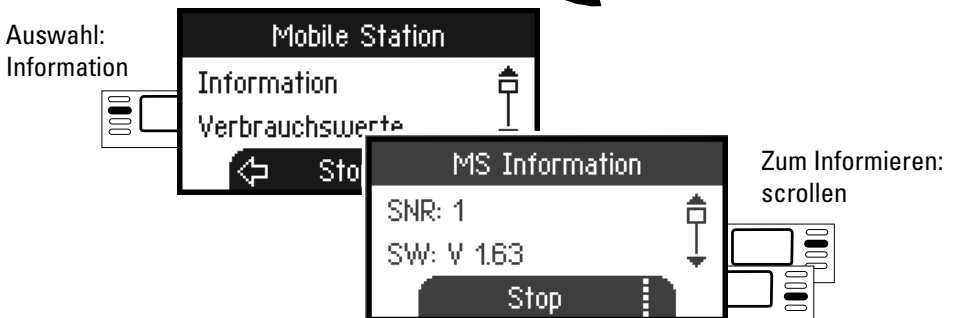 Auswahl:
Information
Mobile Station
Information
Verbrauchswerte
Sto
MS Information
SNR: 1
SW: V 1.63
Stop
Zum Informieren:
scrollen